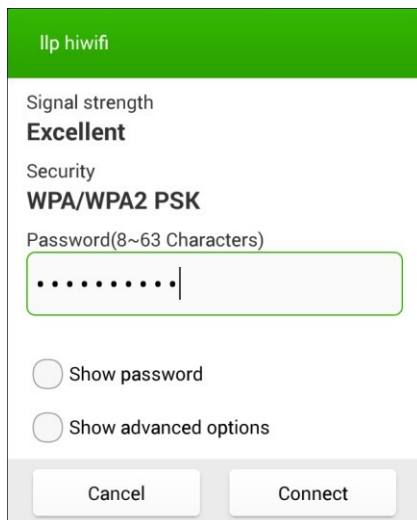 llp hiwifi
Signal strength
Excellent
Security
WPA/WPA2 PSK
Password(8~63 Characters)
••••••••••
Show password
Show advanced options
Cancel
Connect